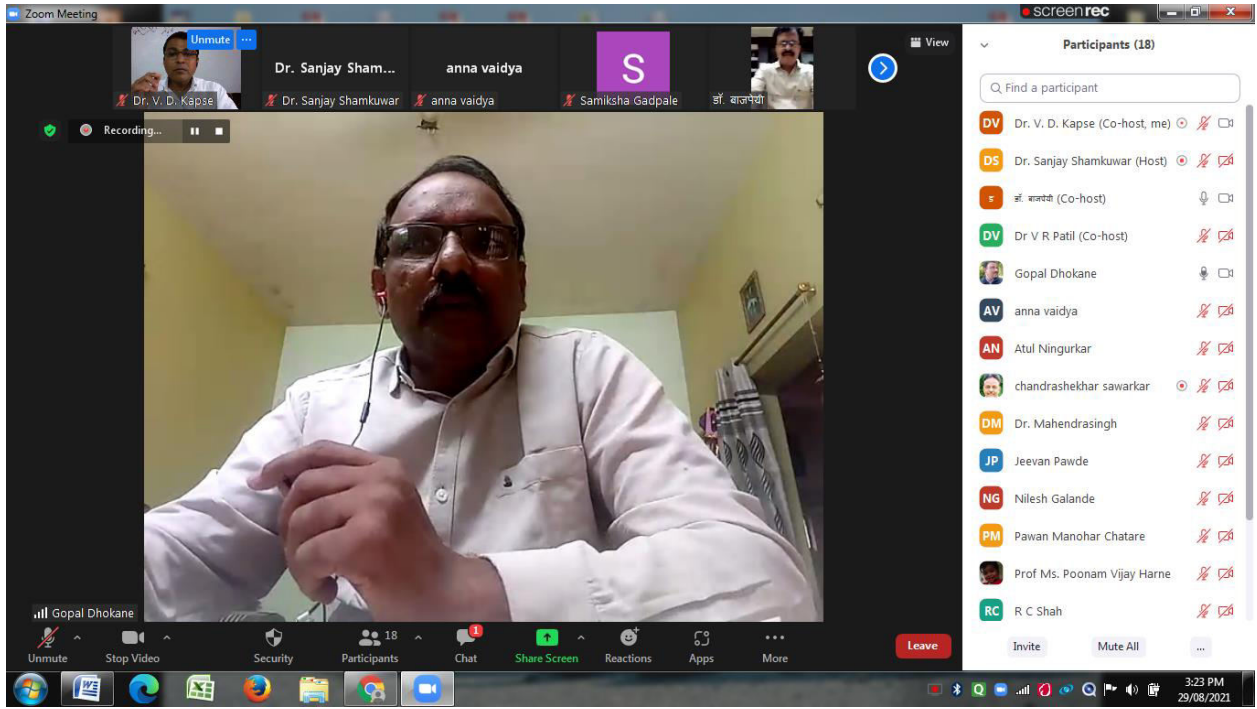 Zoom Meeting
screenrec
Unmute ...
Dr. V. D. Kapse
Dr. Sanjay Sham...
Dr. Sanjay Shamkuwar
anna vaidya
anna vaidya
S
Samiksha Gadpale
डॉ. बाजपेयी
View
Recording...
Gopal Dhokane
Participants (18)
Find a participant
DV Dr. V. D. Kapse (Co-host, me)
DS Dr. Sanjay Shamkuwar (Host)
डॉ. बाजपेयी (Co-host)
DV Dr V R Patil (Co-host)
Gopal Dhokane
AV anna vaidya
AN Atul Ningurkar
chandrashekhar sawarkar
DM Dr. Mahendrasingh
JP Jeevan Pawde
NG Nilesh Galande
PM Pawan Manohar Chatare
Prof Ms. Poonam Vijay Harne
RC R C Shah
Invite Mute All ...
Unmute
Stop Video
Security
18
Participants
1
Chat
Share Screen
Reactions
Apps
More
Leave
3:23 PM
29/08/2021